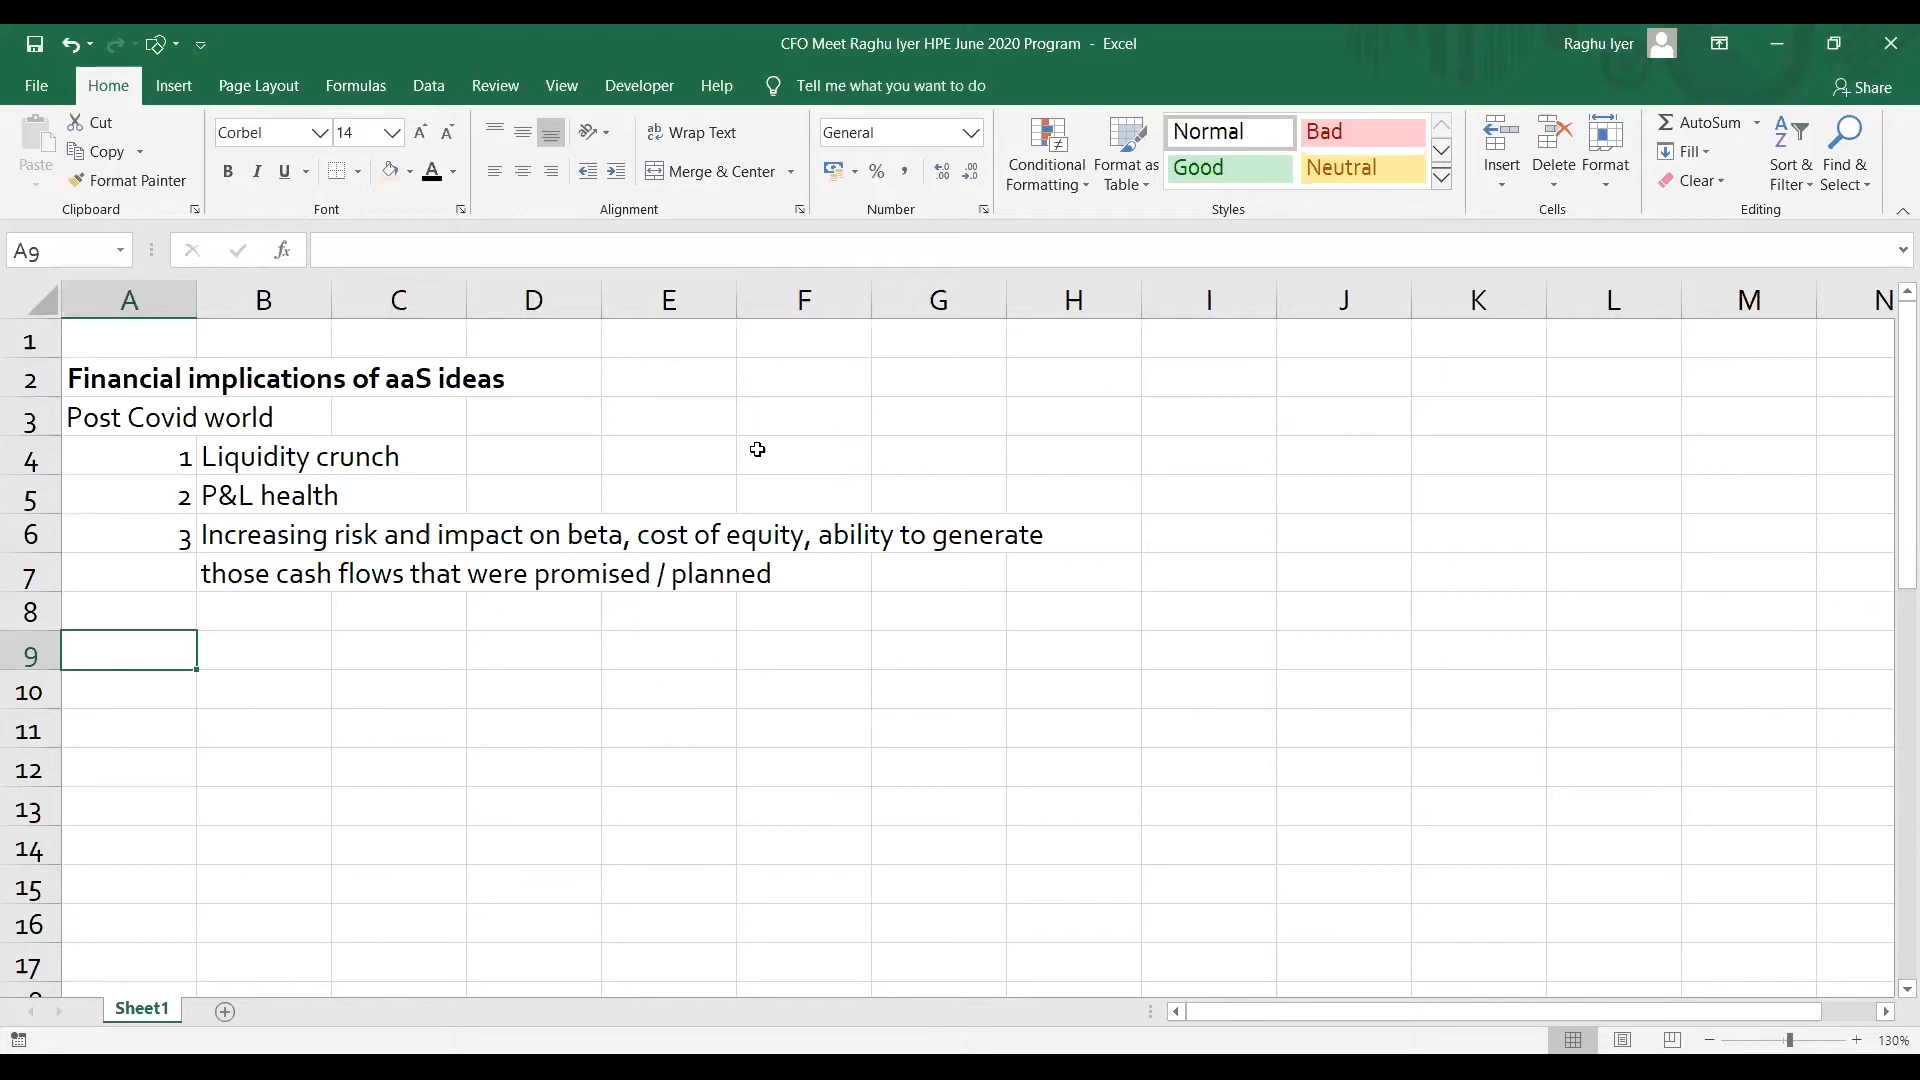 CFO Meet Raghu Iyer HPE June 2020 Program - Excel
Raghu Iyer
File Home Insert Page Layout Formulas Data Review View Developer Help Tell me what you want to do
Share
Paste
Cut
Copy
Format Painter
Clipboard
Corbel 14
B I U
Font
Wrap Text
Merge & Center
Alignment
General
Number
Conditional Formatting
Format as Table
Normal Bad
Good Neutral
Styles
Insert Delete Format
Cells
AutoSum
Fill
Clear
Sort & Filter
Find & Select
Editing
A9 fx
A B C D E F G H I J K L M N
1
2 Financial implications of aaS ideas
3 Post Covid world
4 1 Liquidity crunch
5 2 P&L health
6 3 Increasing risk and impact on beta, cost of equity, ability to generate
7 those cash flows that were promised / planned
8
9
10
11
12
13
14
15
16
17
Sheet1
130%